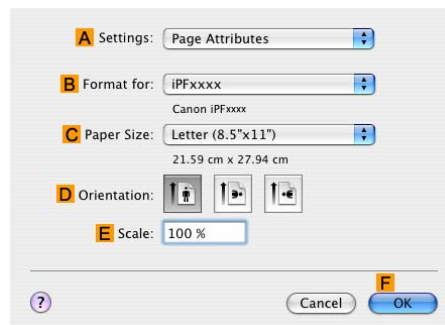 A Settings: Page Attributes
B Format for: iPFxxxx
Canon iPFxxxx
C Paper Size: Letter (8.5"x11")
21.59 cm x 27.94 cm
D Orientation:
E Scale: 100 %
F
? Cancel OK